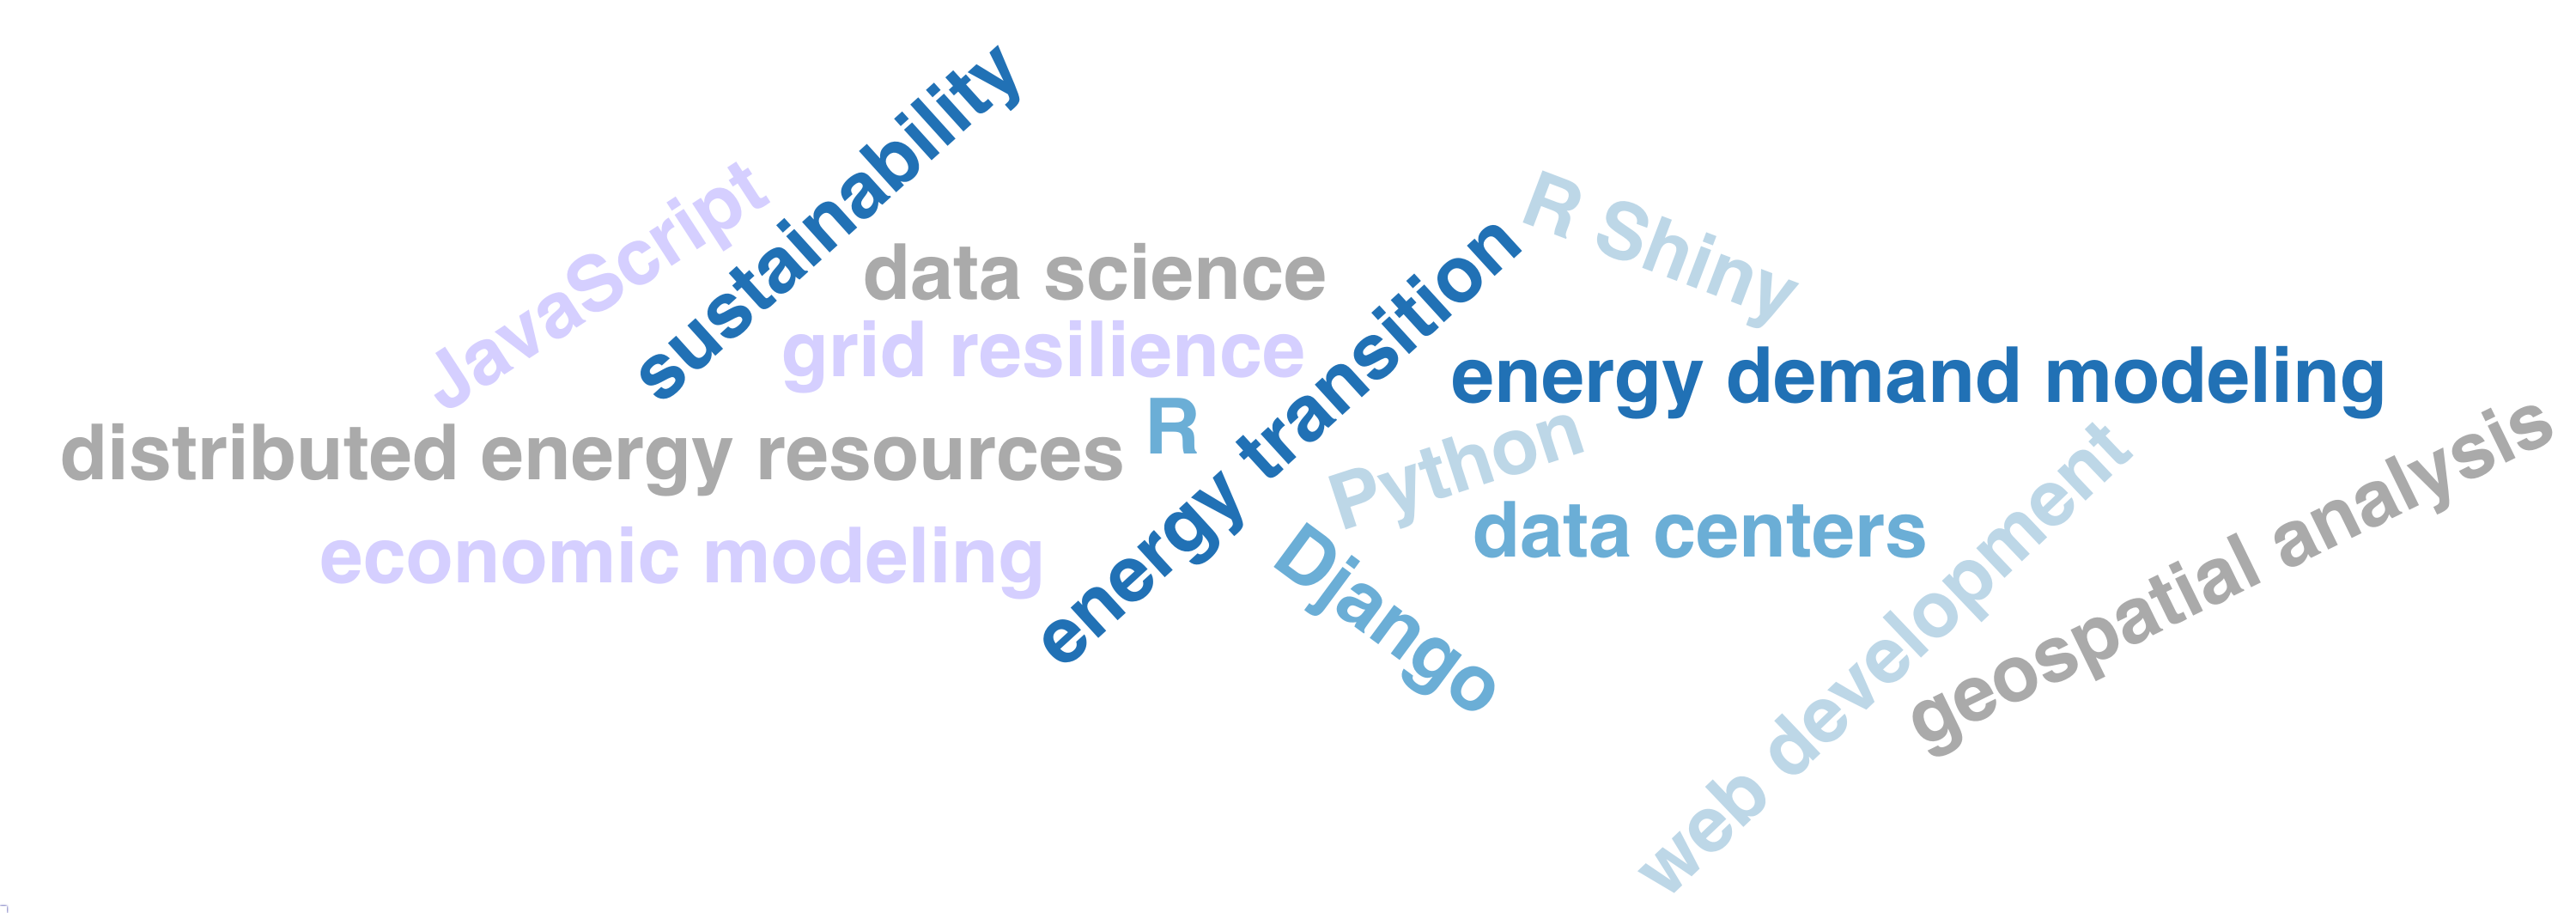 sustainability
JavaScript
R Shiny
data science
energy transition
grid resilience
energy demand modeling
R
distributed energy resources
Python
data centers
economic modeling
Django
web development
geospatial analysis